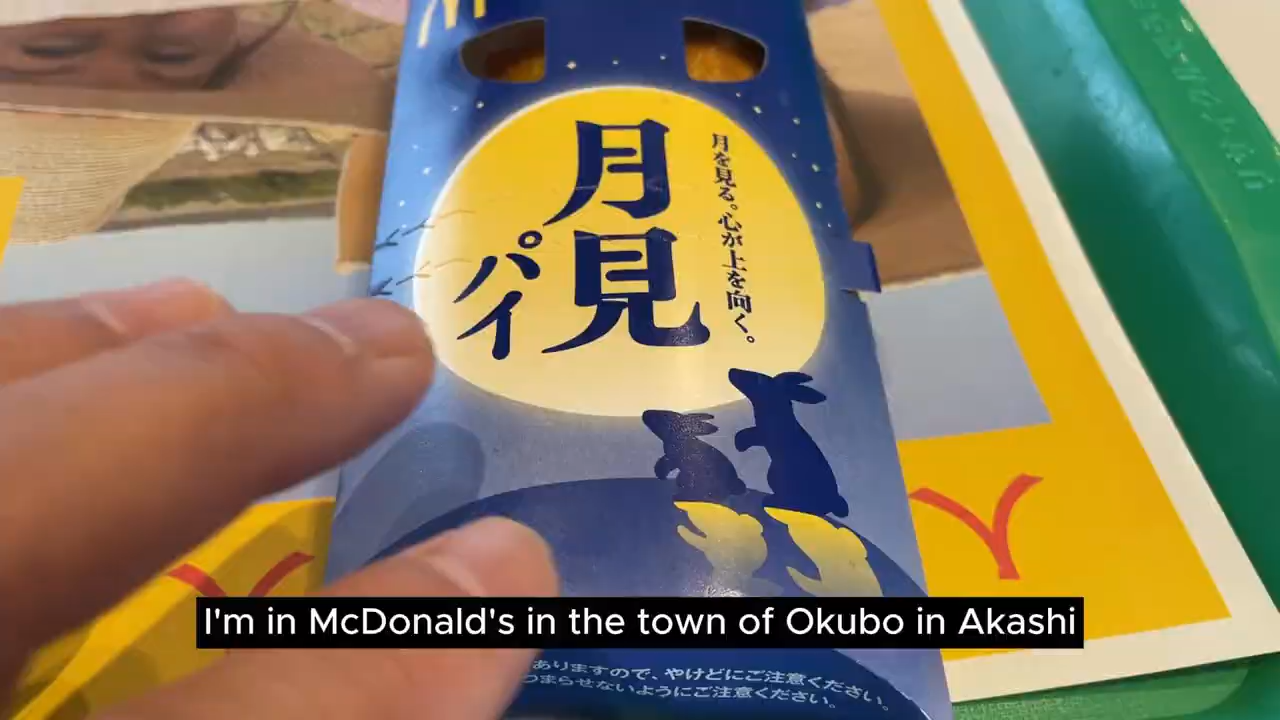 月見
パイ
月を見る。心が上を向く。
I'm in McDonald's in the town of Okubo in Akashi
ありますので、やけどにご注意ください。
つまらせないようにご注意ください。